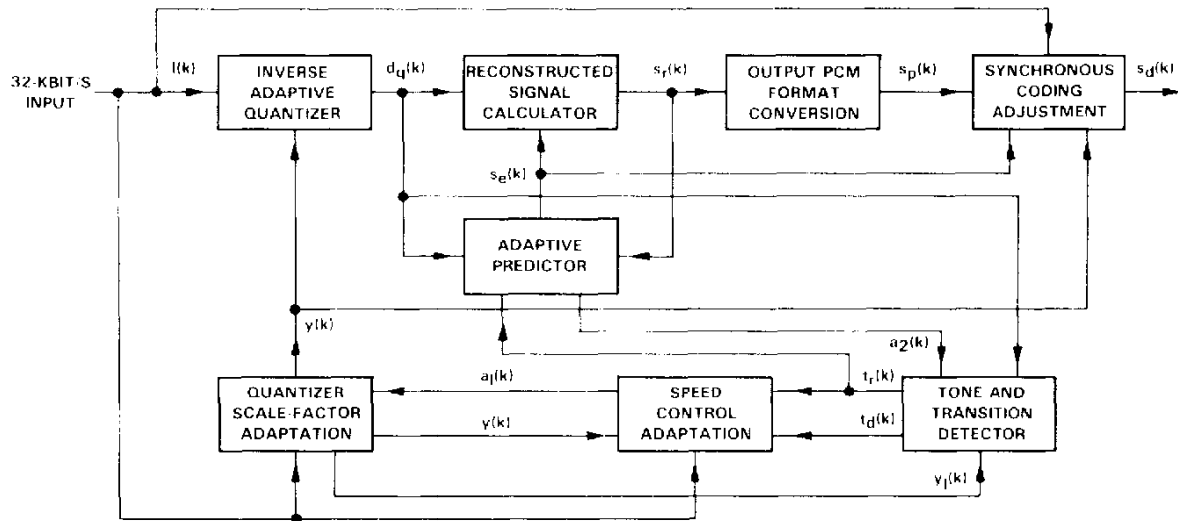 32-KBIT/S
INPUT
I(k)
INVERSE
ADAPTIVE
QUANTIZER
dq(k)
RECONSTRUCTED
SIGNAL
CALCULATOR
sr(k)
OUTPUT PCM
FORMAT
CONVERSION
sp(k)
SYNCHRONOUS
CODING
ADJUSTMENT
sd(k)
se(k)
ADAPTIVE
PREDICTOR
y(k)
a2(k)
QUANTIZER
SCALE-FACTOR
ADAPTATION
al(k)
y(k)
SPEED
CONTROL
ADAPTATION
tr(k)
td(k)
TONE AND
TRANSITION
DETECTOR
yl(k)